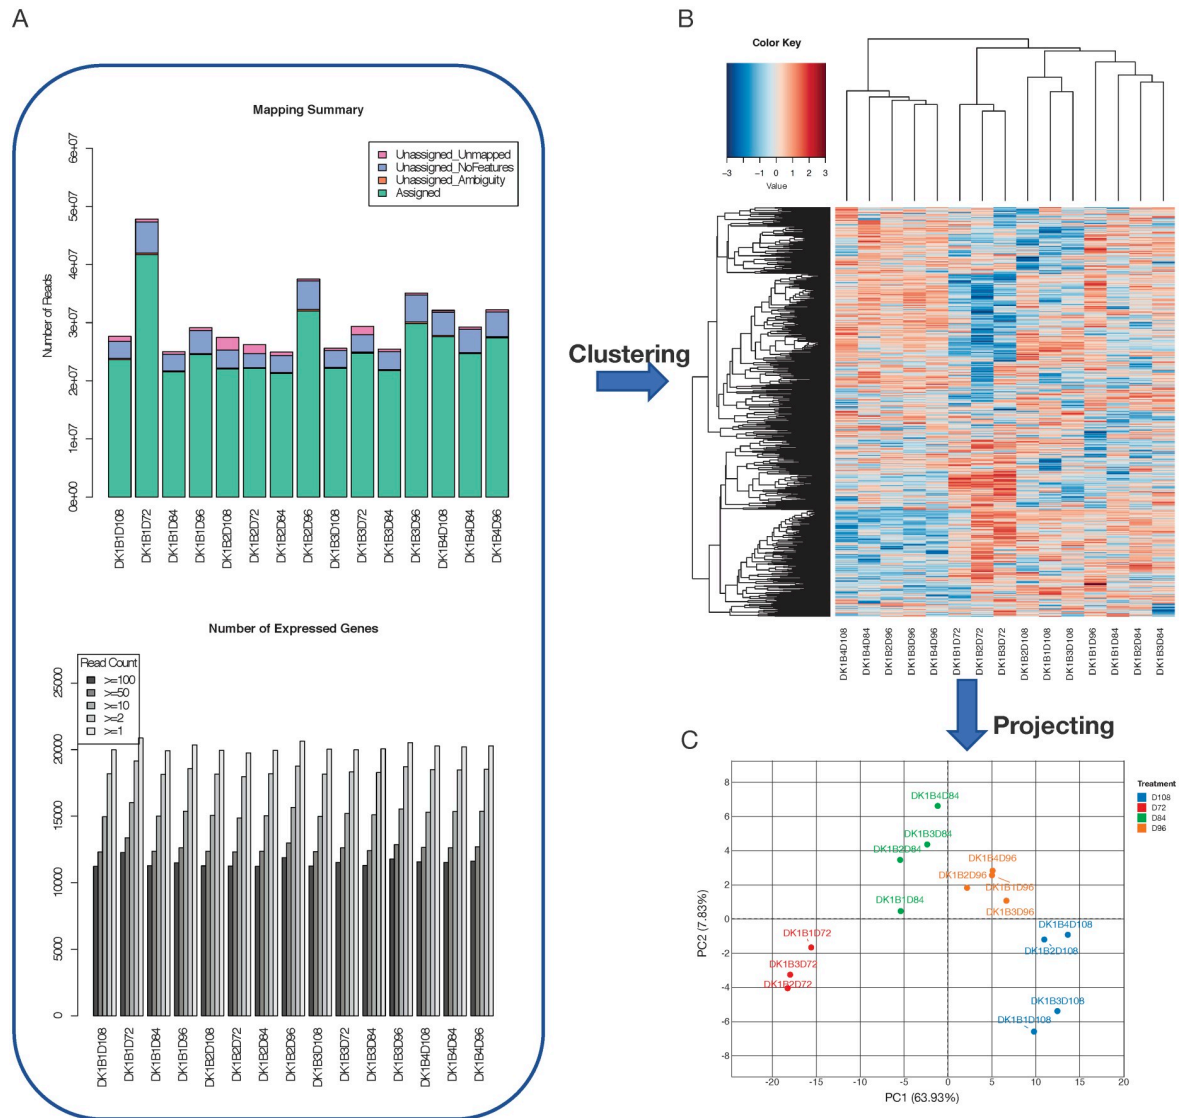 A
Mapping Summary
Number of Reads
0e+00
1e+07
2e+07
3e+07
4e+07
5e+07
6e+07
Unassigned_Unmapped
Unassigned_NoFeatures
Unassigned_Ambiguity
Assigned
DK1B1D108
DK1B1D72
DK1B1D84
DK1B1D96
DK1B2D108
DK1B2D72
DK1B2D84
DK1B2D96
DK1B3D108
DK1B3D72
DK1B3D84
DK1B3D96
DK1B4D108
DK1B4D84
DK1B4D96
Number of Expressed Genes
Read Count
>=100
>=50
>=10
>=2
>=1
0
5000
10000
15000
20000
25000
DK1B1D108
DK1B1D72
DK1B1D84
DK1B1D96
DK1B2D108
DK1B2D72
DK1B2D84
DK1B2D96
DK1B3D108
DK1B3D72
DK1B3D84
DK1B3D96
DK1B4D108
DK1B4D84
DK1B4D96
Clustering
B
Color Key
−3 −1 0 1 2 3
Value
DK1B4D108
DK1B4D84
DK1B2D96
DK1B3D96
DK1B4D96
DK1B1D72
DK1B2D72
DK1B3D72
DK1B2D108
DK1B1D108
DK1B3D108
DK1B1D96
DK1B1D84
DK1B2D84
DK1B3D84
Projecting
C
PC2 (7.83%)
8
6
4
2
0
-2
-4
-6
-8
DK1B4D84
DK1B3D84
DK1B2D84
DK1B1D84
DK1B4D96
DK1B2D96
DK1B1D96
DK1B3D96
DK1B4D108
DK1B2D108
DK1B3D108
DK1B1D108
DK1B1D72
DK1B3D72
DK1B2D72
-20 -15 -10 -5 0 5 10 15 20
PC1 (63.93%)
Treatment
D108
D72
D84
D96